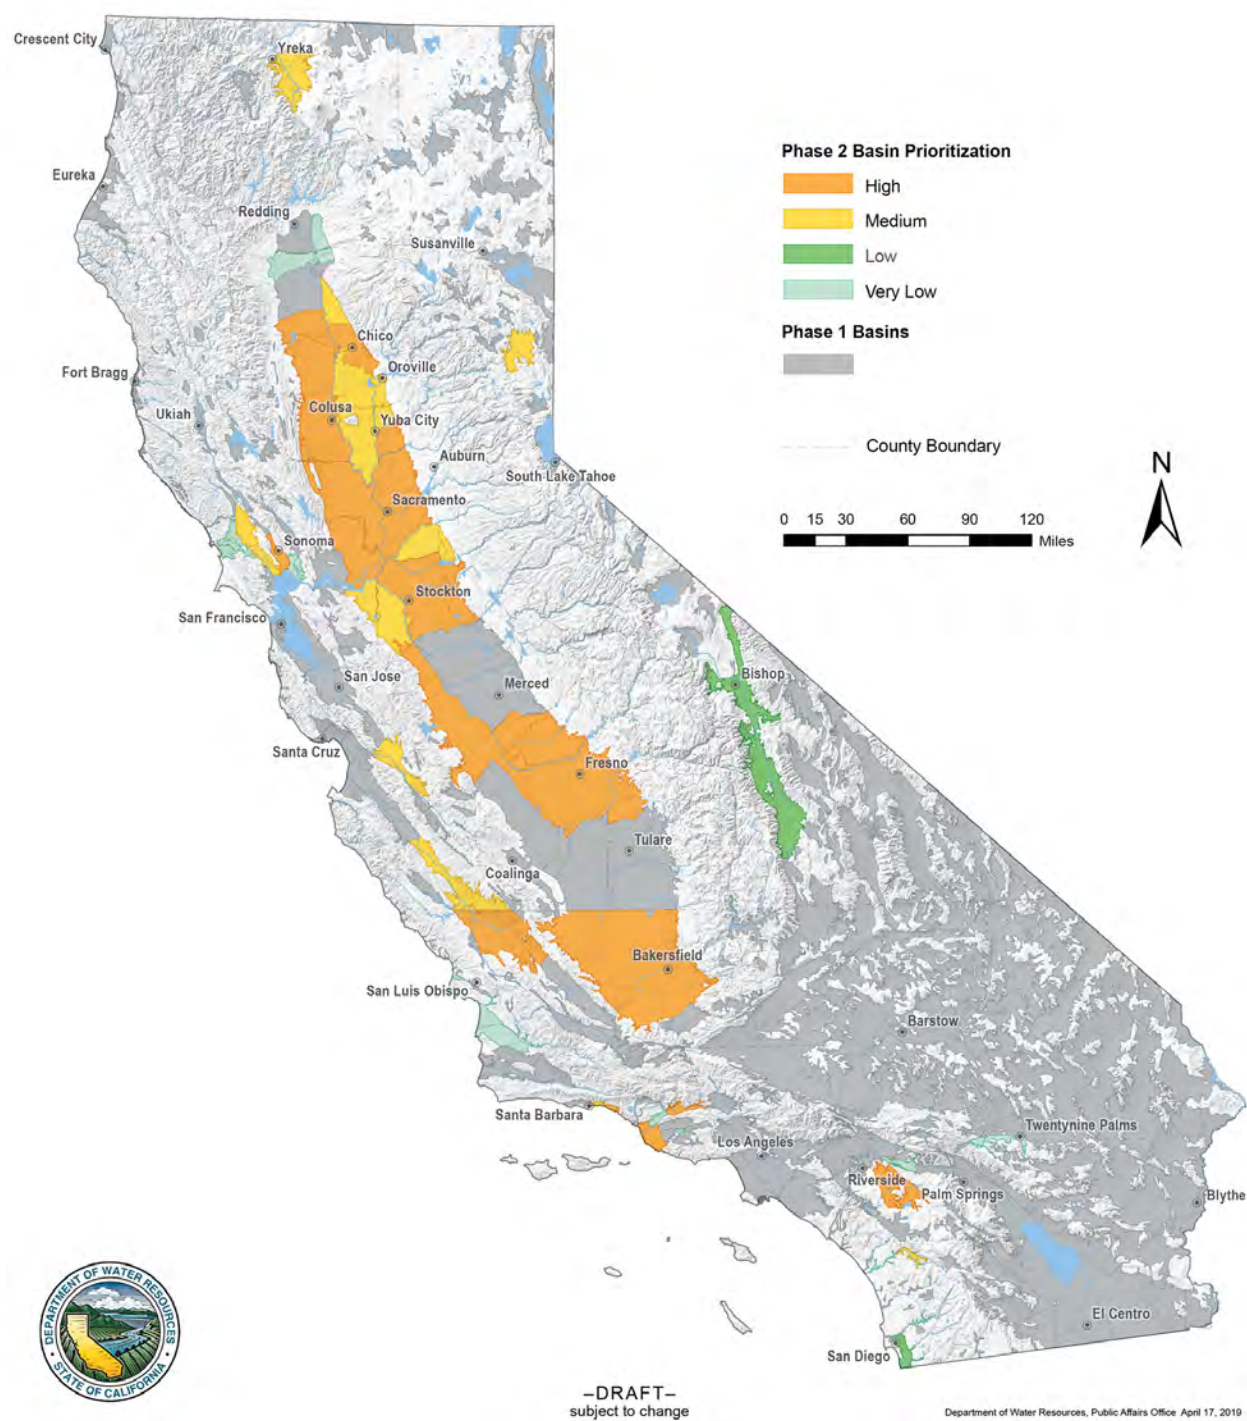 Crescent City
Yreka
Phase 2 Basin Prioritization
High
Eureka
Medium
Redding
Susanville
Low
Very Low
Phase 1 Basins
Chico
Fort Bragg
Oroville
Ukiah
Colusa
Yuba City
County Boundary
Auburn
South Lake Tahoe
N
Sacramento
0 15 30 60 90 120
Miles
Sonoma
Stockton
San Francisco
San Jose
Merced
Bishop
Santa Cruz
Fresno
Tulare
Coalinga
Bakersfield
San Luis Obispo
Barstow
Santa Barbara
Twentynine Palms
Los Angeles
Riverside
Palm Springs
Blythe
DEPARTMENT OF WATER RESOURCES
STATE OF CALIFORNIA
El Centro
San Diego
–DRAFT–
subject to change
Department of Water Resources, Public Affairs Office April 17, 2019